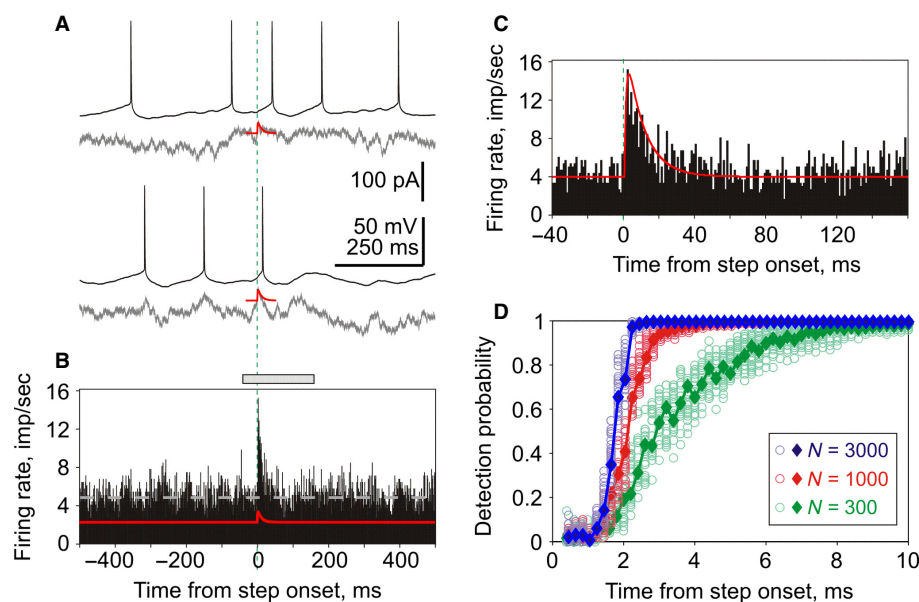 A
100 pA
50 mV
250 ms
B
Firing rate, imp/sec
16
12
8
4
0
−400
−200
0
200
400
Time from step onset, ms
C
Firing rate, imp/sec
16
12
8
4
0
−40
0
40
80
120
Time from step onset, ms
D
Detection probability
1
0.8
0.6
0.4
0.2
0
0
2
4
6
8
10
N = 3000
N = 1000
N = 300
Time from step onset, ms